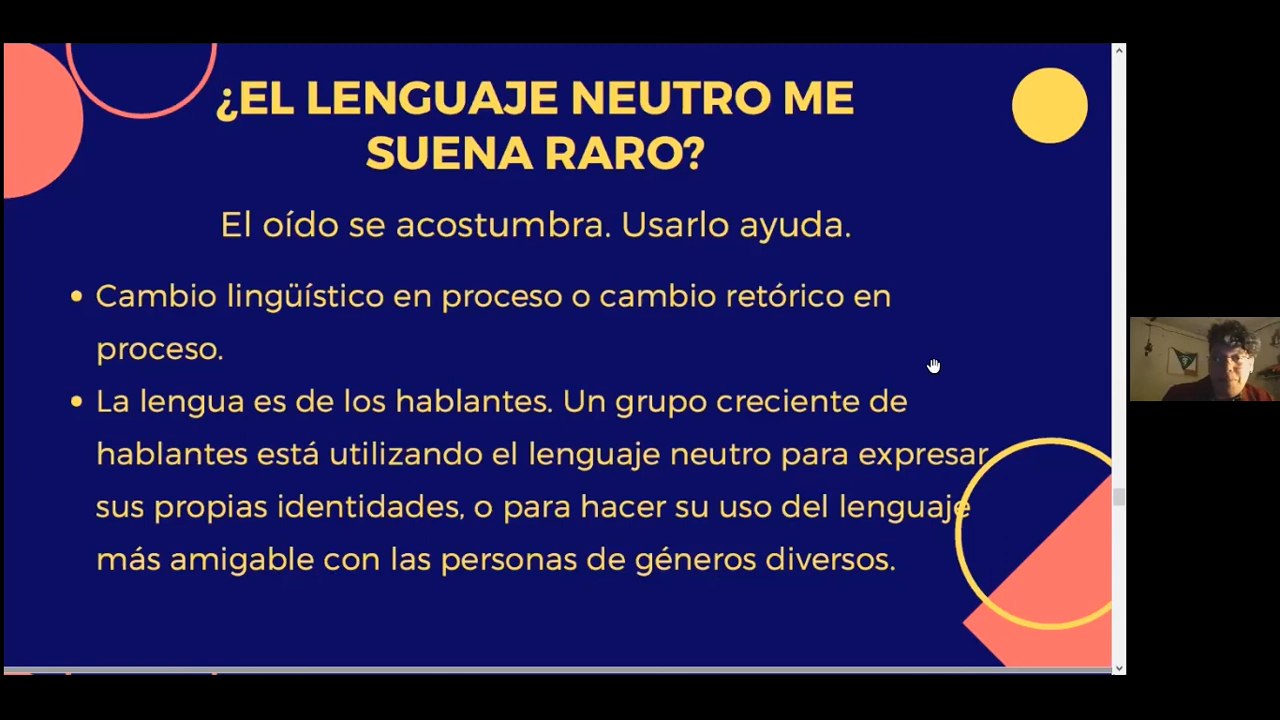 ¿EL LENGUAJE NEUTRO ME
SUENA RARO?
El oído se acostumbra. Usarlo ayuda.
• Cambio lingüístico en proceso o cambio retórico en
proceso.
• La lengua es de los hablantes. Un grupo creciente de
hablantes está utilizando el lenguaje neutro para expresar
sus propias identidades, o para hacer su uso del lenguaje
más amigable con las personas de géneros diversos.